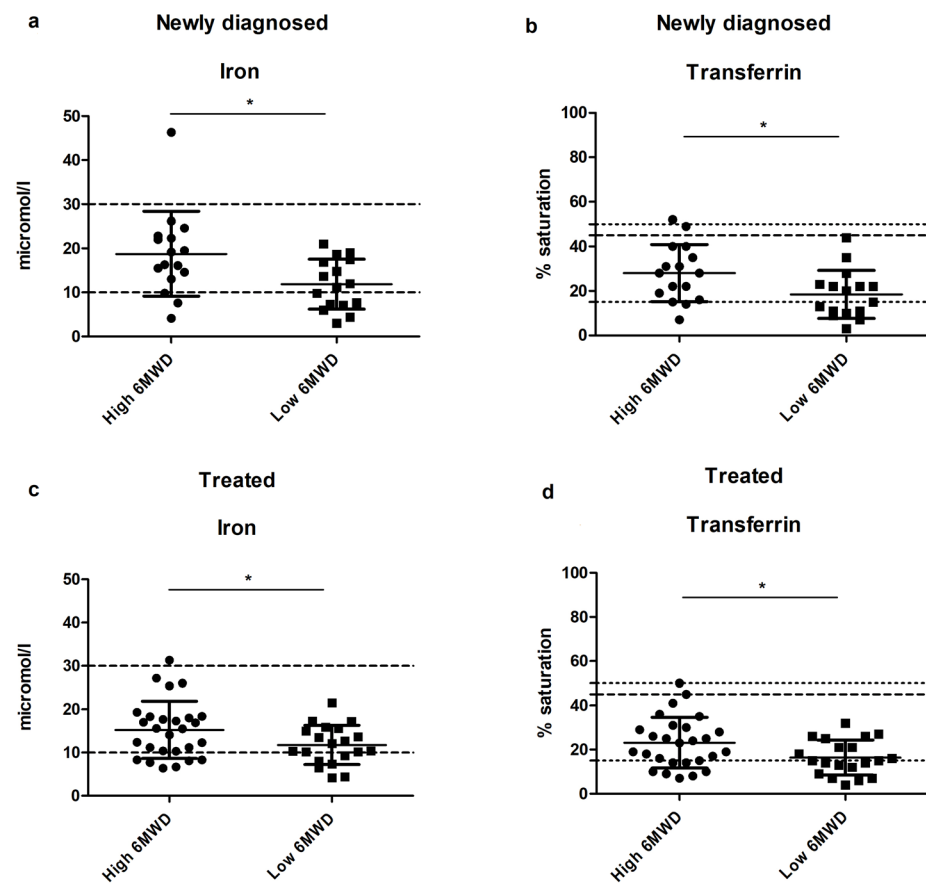 a
Newly diagnosed
Iron
*
micromol/l
50
40
30
20
10
0
High 6MWD
Low 6MWD
b
Newly diagnosed
Transferrin
*
% saturation
100
80
60
40
20
0
High 6MWD
Low 6MWD
c
Treated
Iron
*
micromol/l
50
40
30
20
10
0
High 6MWD
Low 6MWD
d
Treated
Transferrin
*
% saturation
100
80
60
40
20
0
High 6MWD
Low 6MWD